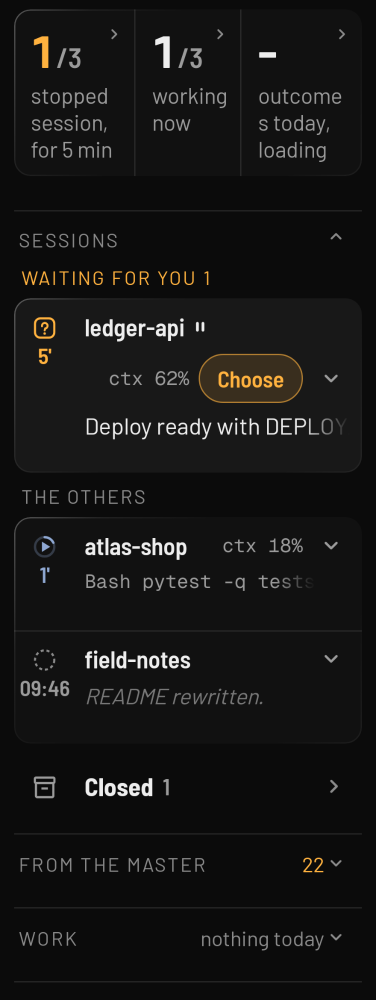 1/3
stopped
session,
for 5 min
1/3
working
now
-
outcome
s today,
loading
SESSIONS
WAITING FOR YOU 1
ledger-api
5'
ctx 62% Choose
Deploy ready with DEPLOY
THE OTHERS
atlas-shop ctx 18%
1'
Bash pytest -q tests
field-notes
09:46
README rewritten.
Closed 1
FROM THE MASTER 22
WORK nothing today